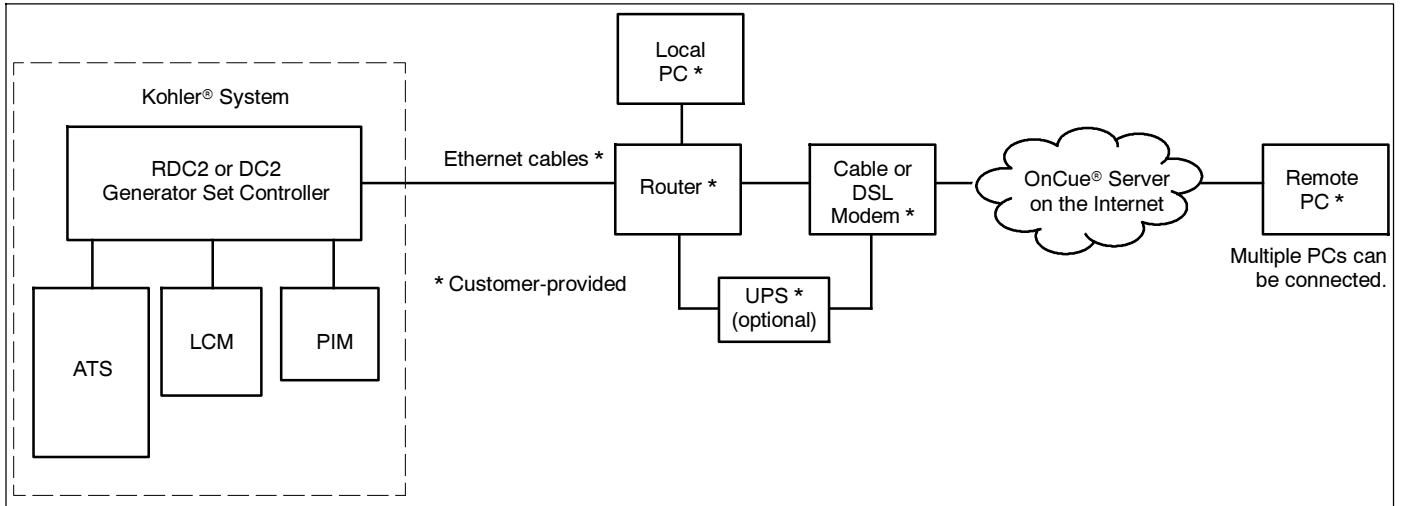 Kohler® System
RDC2 or DC2
Generator Set Controller
ATS
LCM
PIM
Ethernet cables *
* Customer-provided
Local
PC *
Router *
Cable or
DSL
Modem *
UPS *
(optional)
OnCue® Server
on the Internet
Remote
PC *
Multiple PCs can
be connected.